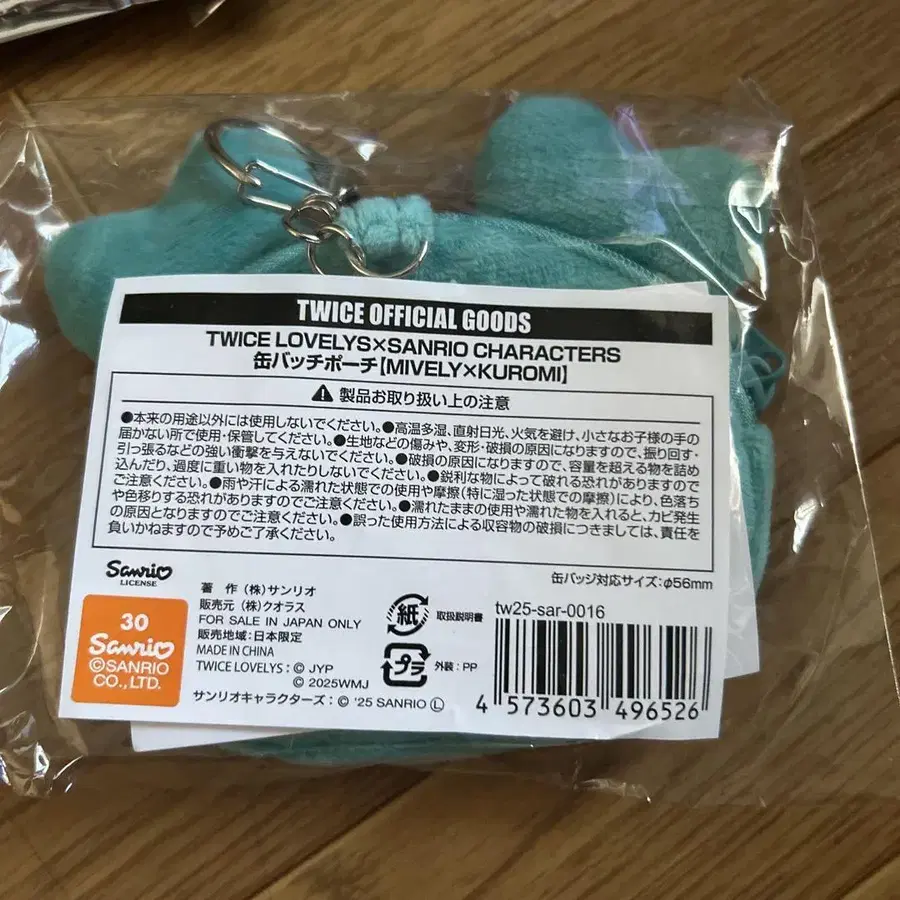 TWICE OFFICIAL GOODS
TWICE LOVELYS×SANRIO CHARACTERS
缶バッチポーチ【MIVELY×KUROMI】
⚠ 製品お取り扱い上の注意
●本来の用途以外には使用しないでください。●高温多湿、直射日光、火気を避け、小さなお子様の手の
届かない所で使用・保管してください。●生地などの傷みや、変形・破損の原因になりますので、振り回す・
引っ張るなどの強い衝撃を与えないでください。●破損の原因になりますので、容量を超える物を詰め
込んだり、過度に重い物を入れたりしないでください。●鋭利な物によって破れる恐れがありますので
ご注意ください。●雨や汗による濡れた状態での使用や摩擦(特に湿った状態での摩擦)により、色落ち
や色移りする恐れがありますのでご注意ください。●濡れたままの使用や濡れた物を入れると、カビ発生
の原因となりますのでご注意ください。●誤った使用方法による収容物の破損につきましては、責任を
負いかねますので予めご了承ください。
缶バッジ対応サイズ:φ56mm
Sanrio
LICENSE
30
Sanrio
©SANRIO
CO.,LTD.
著 作 (株)サンリオ
販売元 (株)クオラス
FOR SALE IN JAPAN ONLY
販売地域:日本限定
MADE IN CHINA
TWICE LOVELYS:© JYP
© 2025WMJ
サンリオキャラクターズ:© '25 SANRIO Ⓛ
紙 取扱説明書
プラ 外装:PP
tw25-sar-0016
4 573603 496526